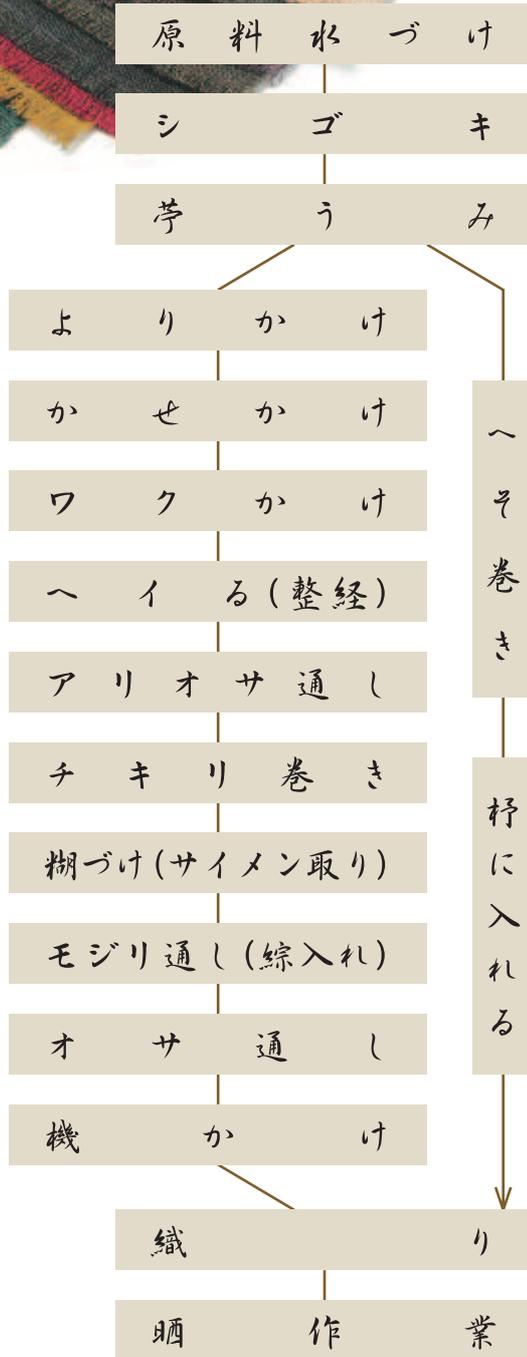 原料水づけ
シゴキ
苧うみ
よりかけ
かせかけ
ワクかけ
ヘイる(整経)
アリオサ通し
チキリ巻き
糊づけ(サイメン取り)
モジリ通し(綜入れ)
オサ通し
機かけ
へそ巻き
杼に入れる
織り
晒作業